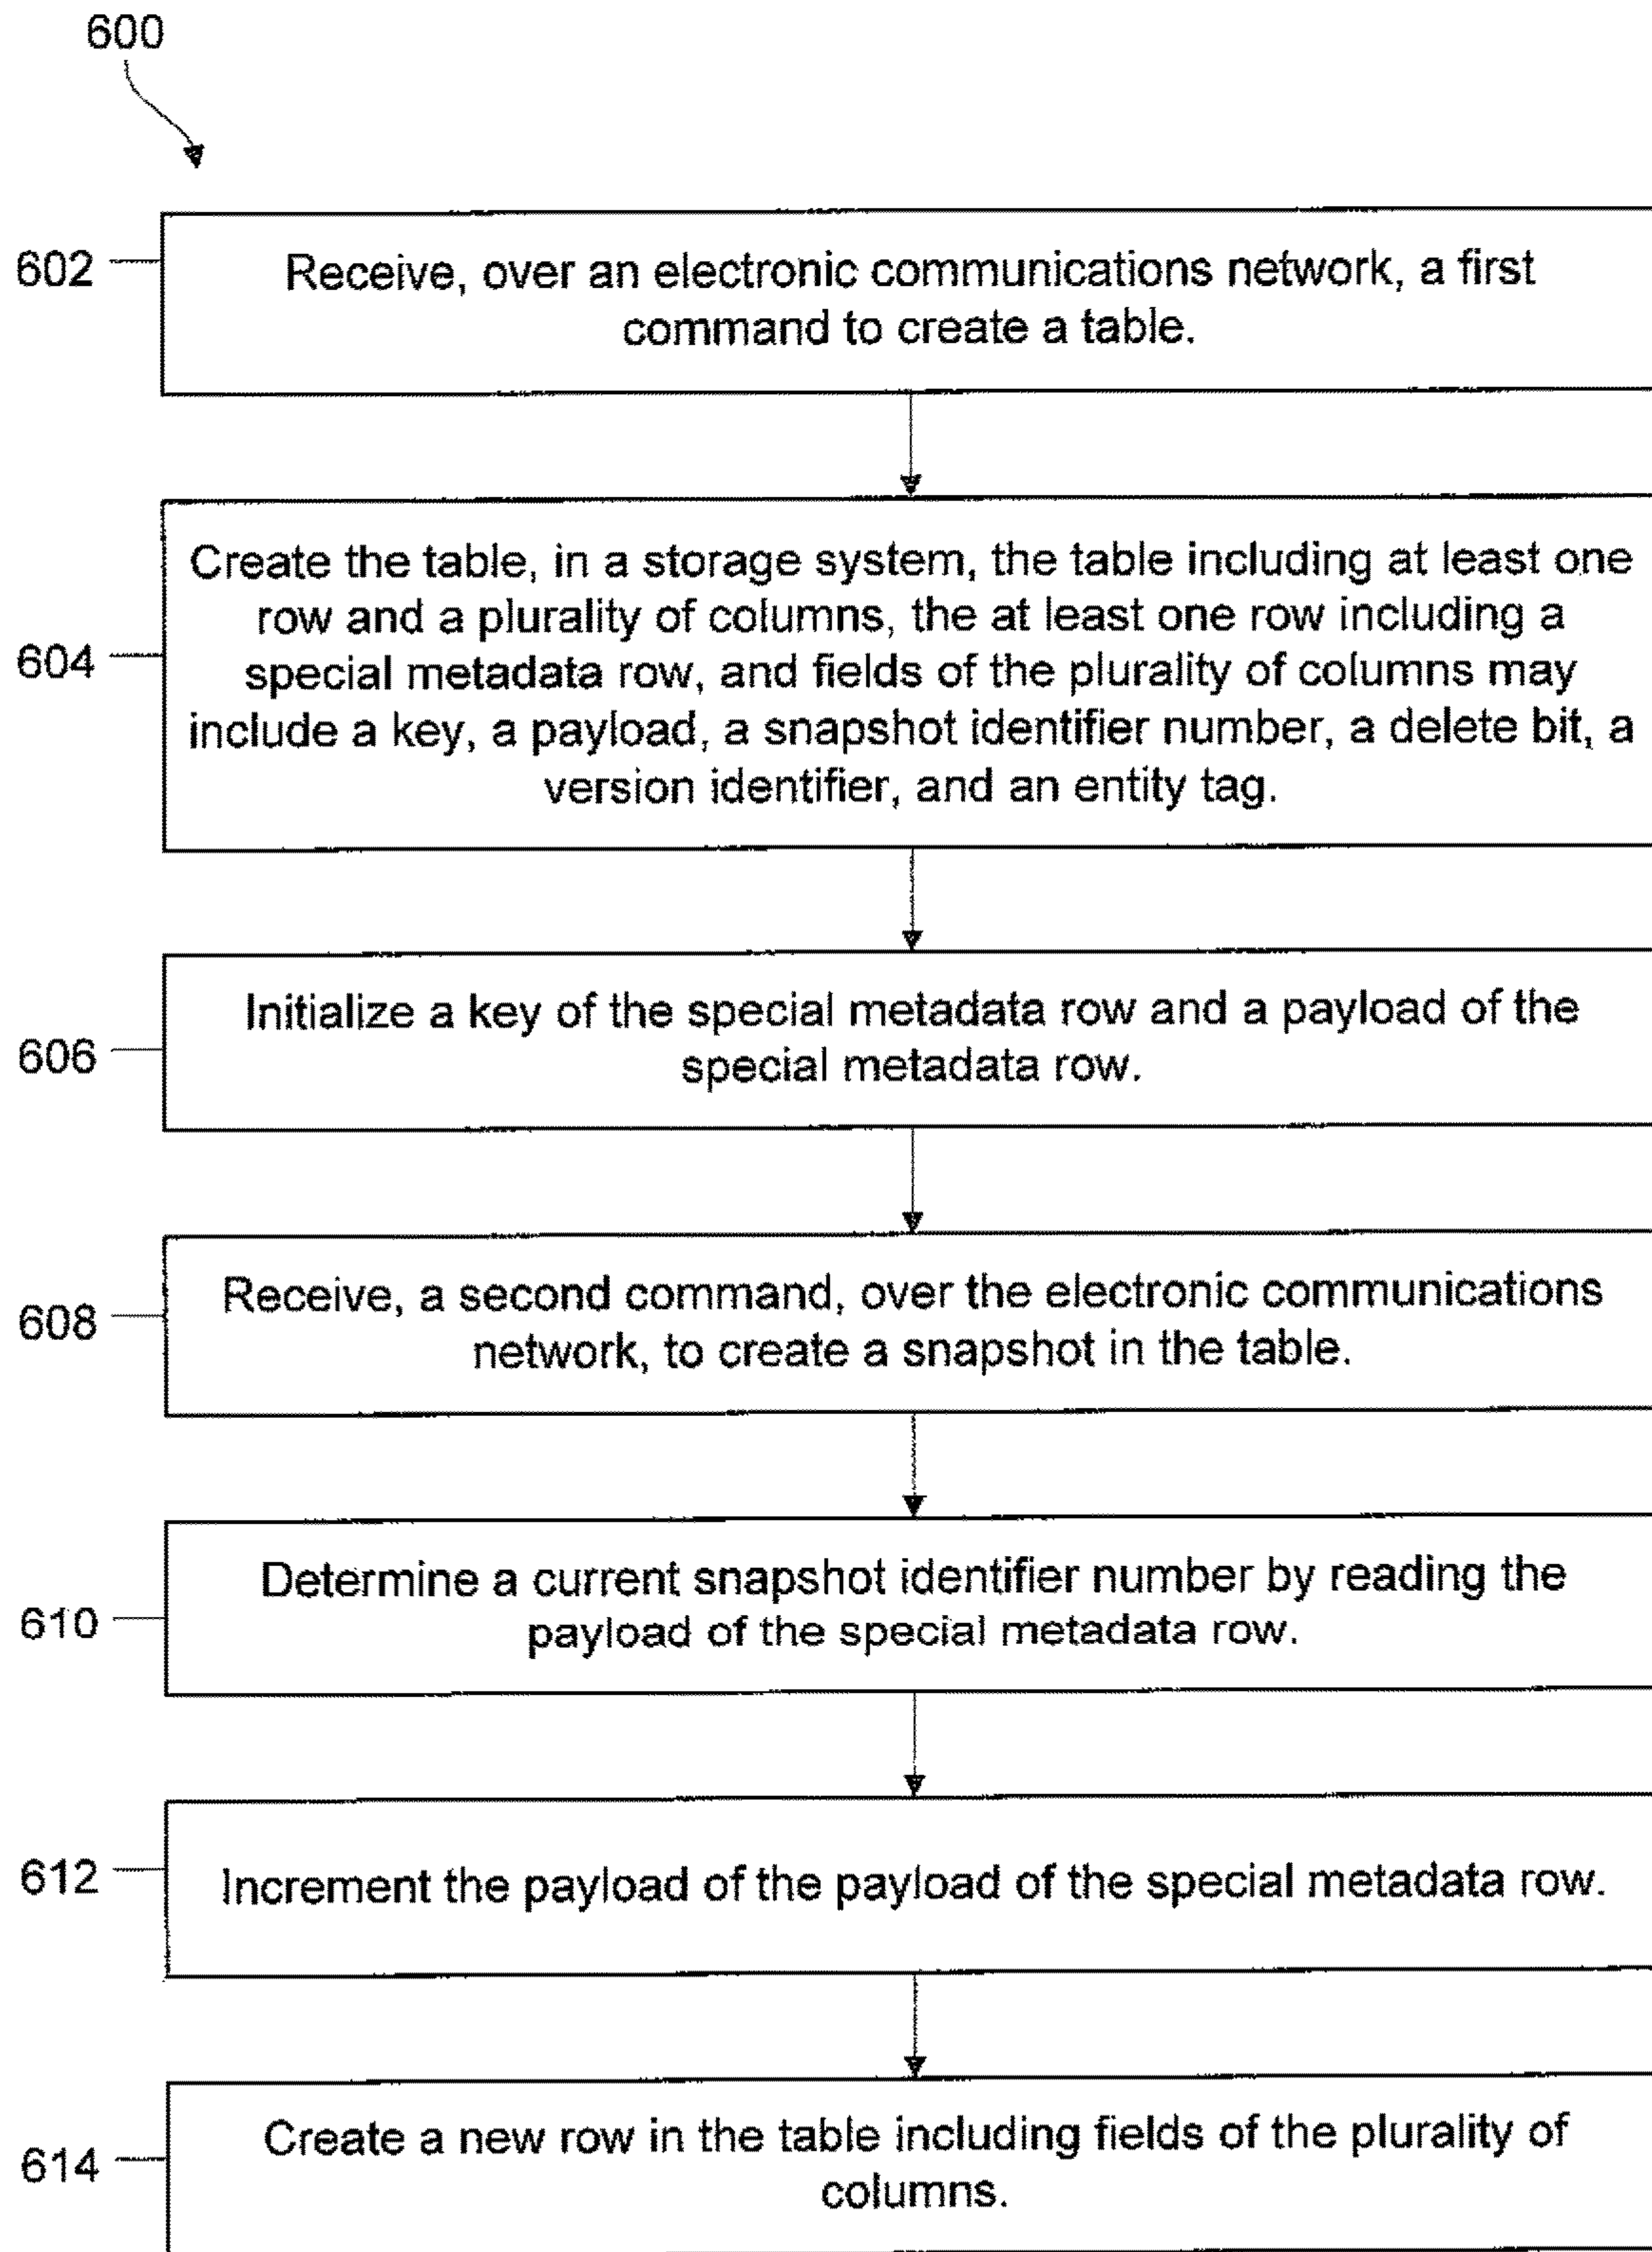 600
602
Receive, over an electronic communications network, a first
command to create a table.
604
Create the table, in a storage system, the table including at least one
row and a plurality of columns, the at least one row including a
special metadata row, and fields of the plurality of columns may
include a key, a payload, a snapshot identifier number, a delete bit, a
version identifier, and an entity tag.
606
Initialize a key of the special metadata row and a payload of the
special metadata row.
608
Receive, a second command, over the electronic communications
network, to create a snapshot in the table.
610
Determine a current snapshot identifier number by reading the
payload of the special metadata row.
612
Increment the payload of the payload of the special metadata row.
614
Create a new row in the table including fields of the plurality of
columns.